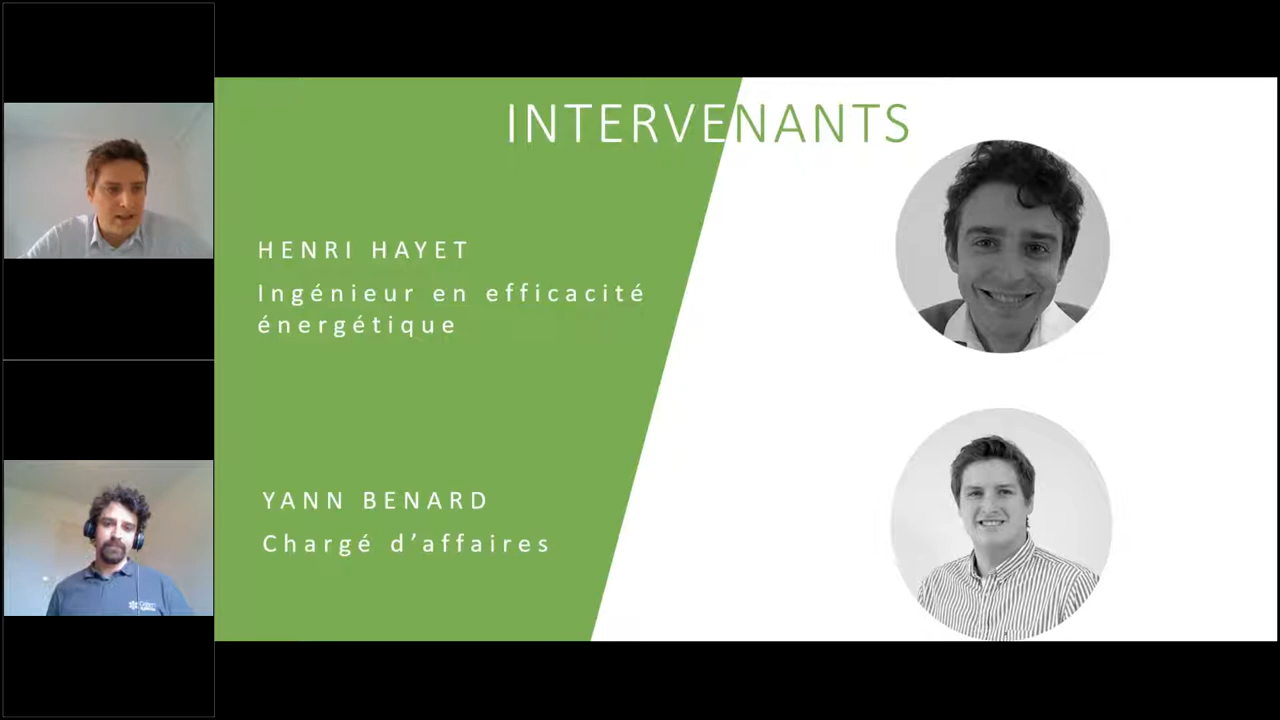 INTERVENANTS
HENRI HAYET
Ingénieur en efficacité
énergétique
YANN BENARD
Chargé d’affaires